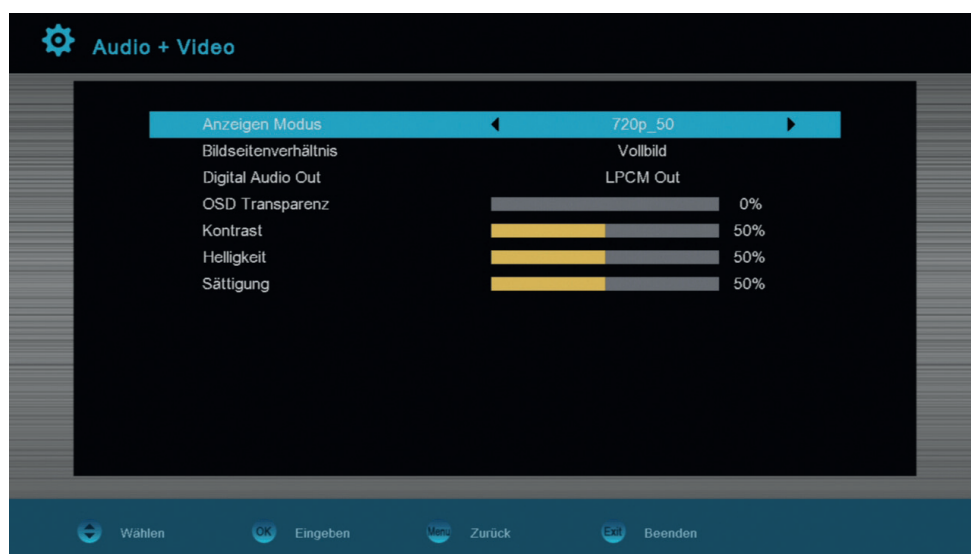 Audio + Video
Anzeigen Modus 720p_50
Bildseitenverhältnis Vollbild
Digital Audio Out LPCM Out
OSD Transparenz 0%
Kontrast 50%
Helligkeit 50%
Sättigung 50%
Wählen OK Eingeben Menu Zurück Exit Beenden